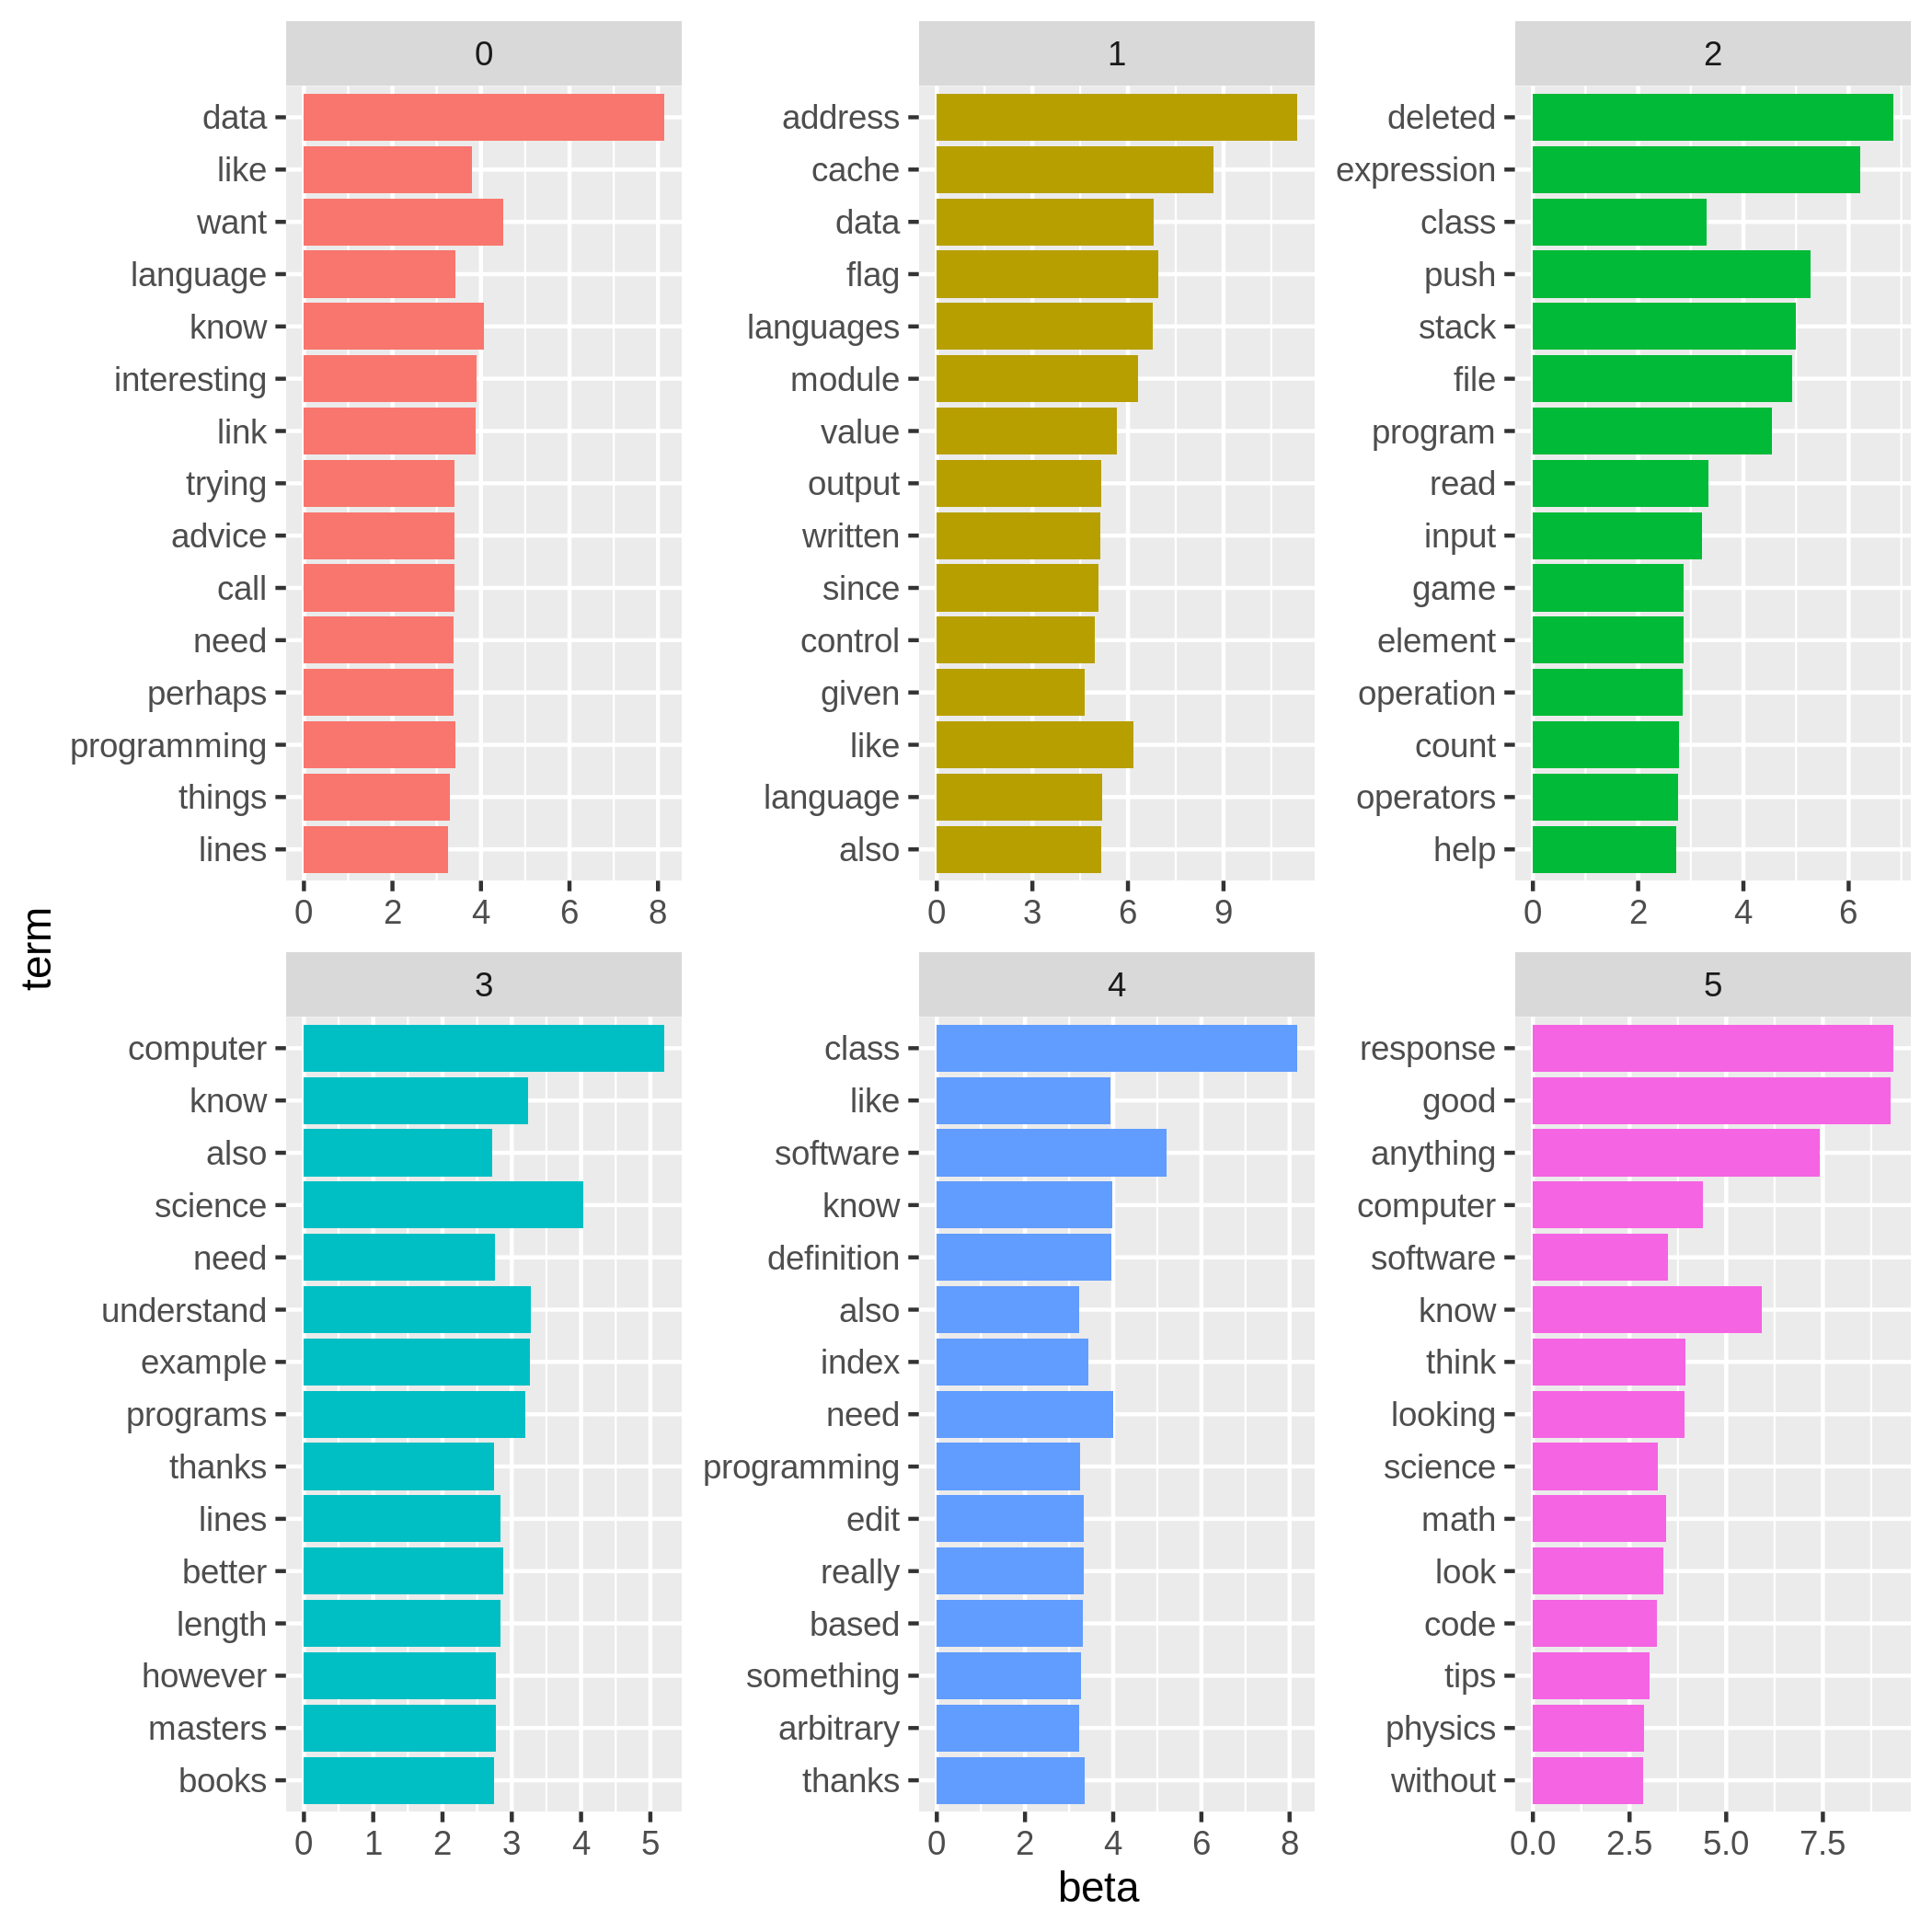 0
data
like
want
language
know
interesting
link
trying
advice
call
need
perhaps
programming
things
lines
0 2 4 6 8
1
address
cache
data
flag
languages
module
value
output
written
since
control
given
like
language
also
0 3 6 9
2
deleted
expression
class
push
stack
file
program
read
input
game
element
operation
count
operators
help
0 2 4 6
term
3
computer
know
also
science
need
understand
example
programs
thanks
lines
better
length
however
masters
books
0 1 2 3 4 5
4
class
like
software
know
definition
also
index
need
programming
edit
really
based
something
arbitrary
thanks
0 2 4 6 8
5
response
good
anything
computer
software
know
think
looking
science
math
look
code
tips
physics
without
0.0 2.5 5.0 7.5
beta